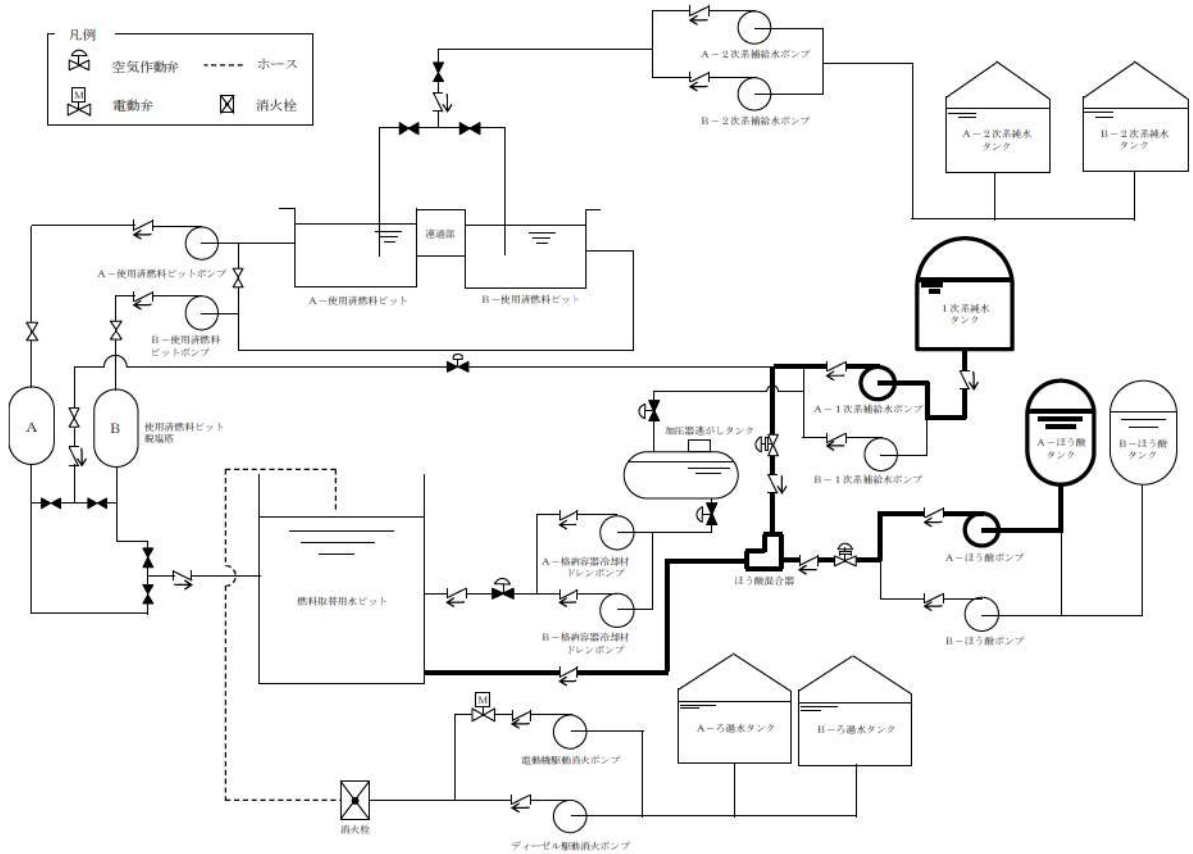 凡例
空気作動弁
ホース
M
電動弁
消火栓
A－2次系補給水ポンプ
B－2次系補給水ポンプ
A－2次系純水
タンク
B－2次系純水
タンク
連通部
A－使用済燃料ピットポンプ
A－使用済燃料ピット
B－使用済燃料ピット
B－使用済燃料
ピットポンプ
1次系純水
タンク
A
B
使用済燃料ピット
脱塩塔
A－1次系補給水ポンプ
加圧器逃がしタンク
B－1次系補給水ポンプ
A－ほう酸
タンク
B－ほう酸
タンク
A－ほう酸ポンプ
ほう酸混合器
A－格納容器冷却材
ドレンポンプ
燃料取替用水ピット
B－格納容器冷却材
ドレンポンプ
B－ほう酸ポンプ
M
電動機駆動消火ポンプ
A－ろ過水タンク
B－ろ過水タンク
消火栓
ディーゼル駆動消火ポンプ